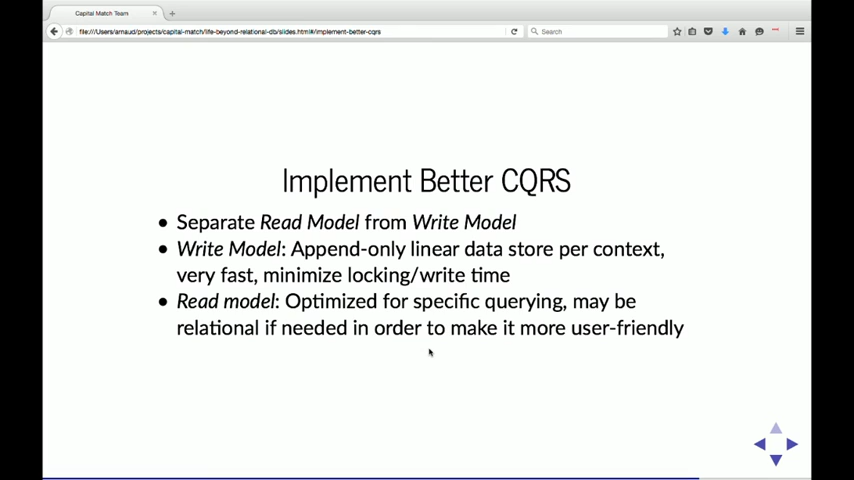 Capital Match Team
file:///Users/arnaud/projects/capital-match/life-beyond-relational-db/slides.html#/implement-better-cqrs
Search
Implement Better CQRS
• Separate Read Model from Write Model
• Write Model: Append-only linear data store per context,
very fast, minimize locking/write time
• Read model: Optimized for specific querying, may be
relational if needed in order to make it more user-friendly